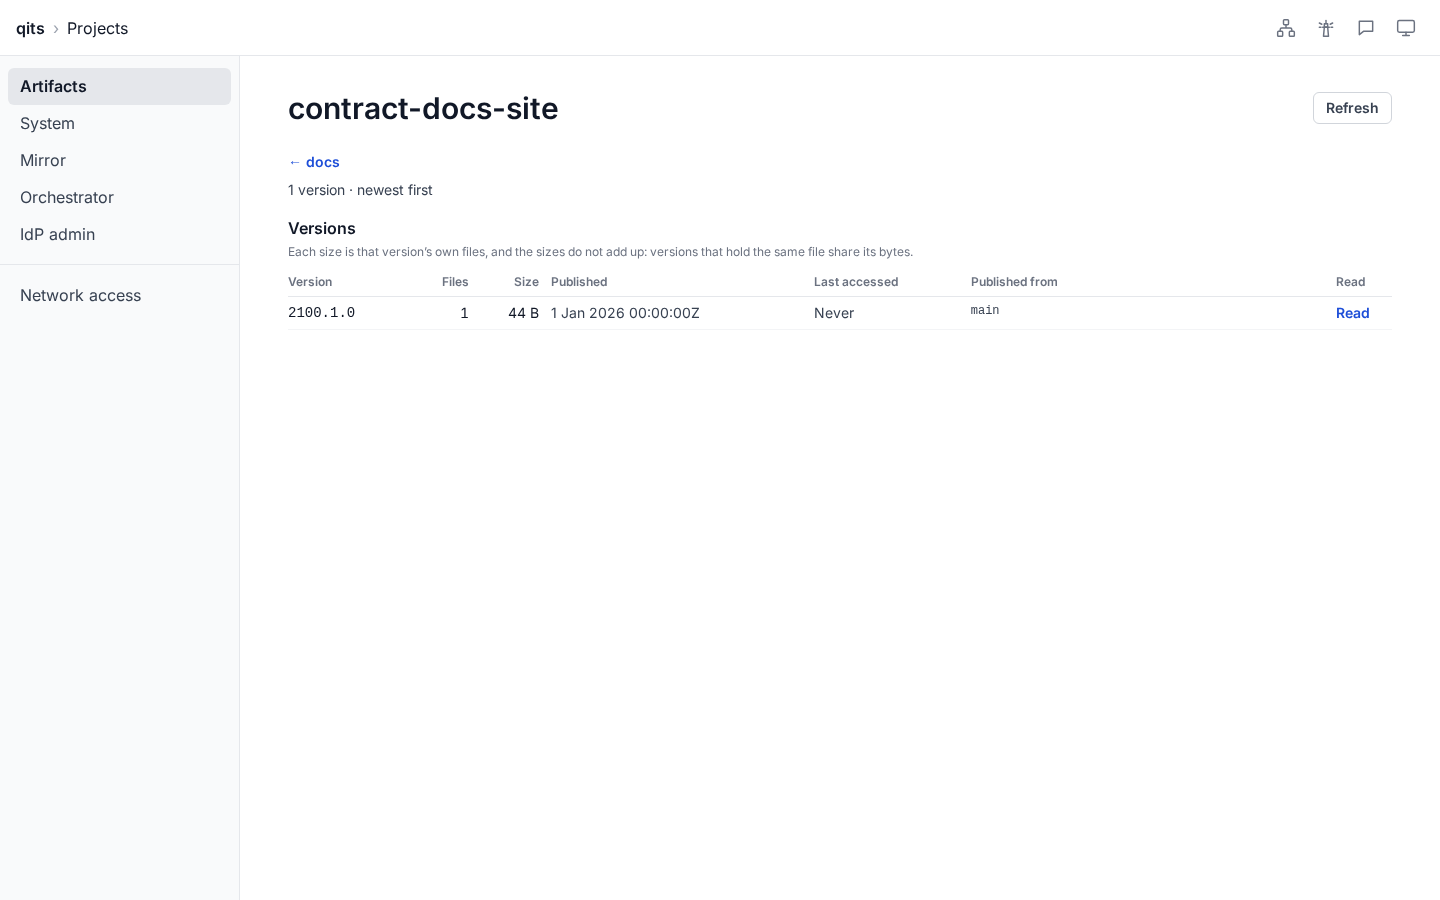 qits › Projects
Artifacts
System
Mirror
Orchestrator
IdP admin
Network access
contract-docs-site
Refresh
← docs
1 version · newest first
Versions
Each size is that version’s own files, and the sizes do not add up: versions that hold the same file share its bytes.
Version Files Size Published Last accessed Published from Read
2100.1.0 1 44 B 1 Jan 2026 00:00:00Z Never main Read